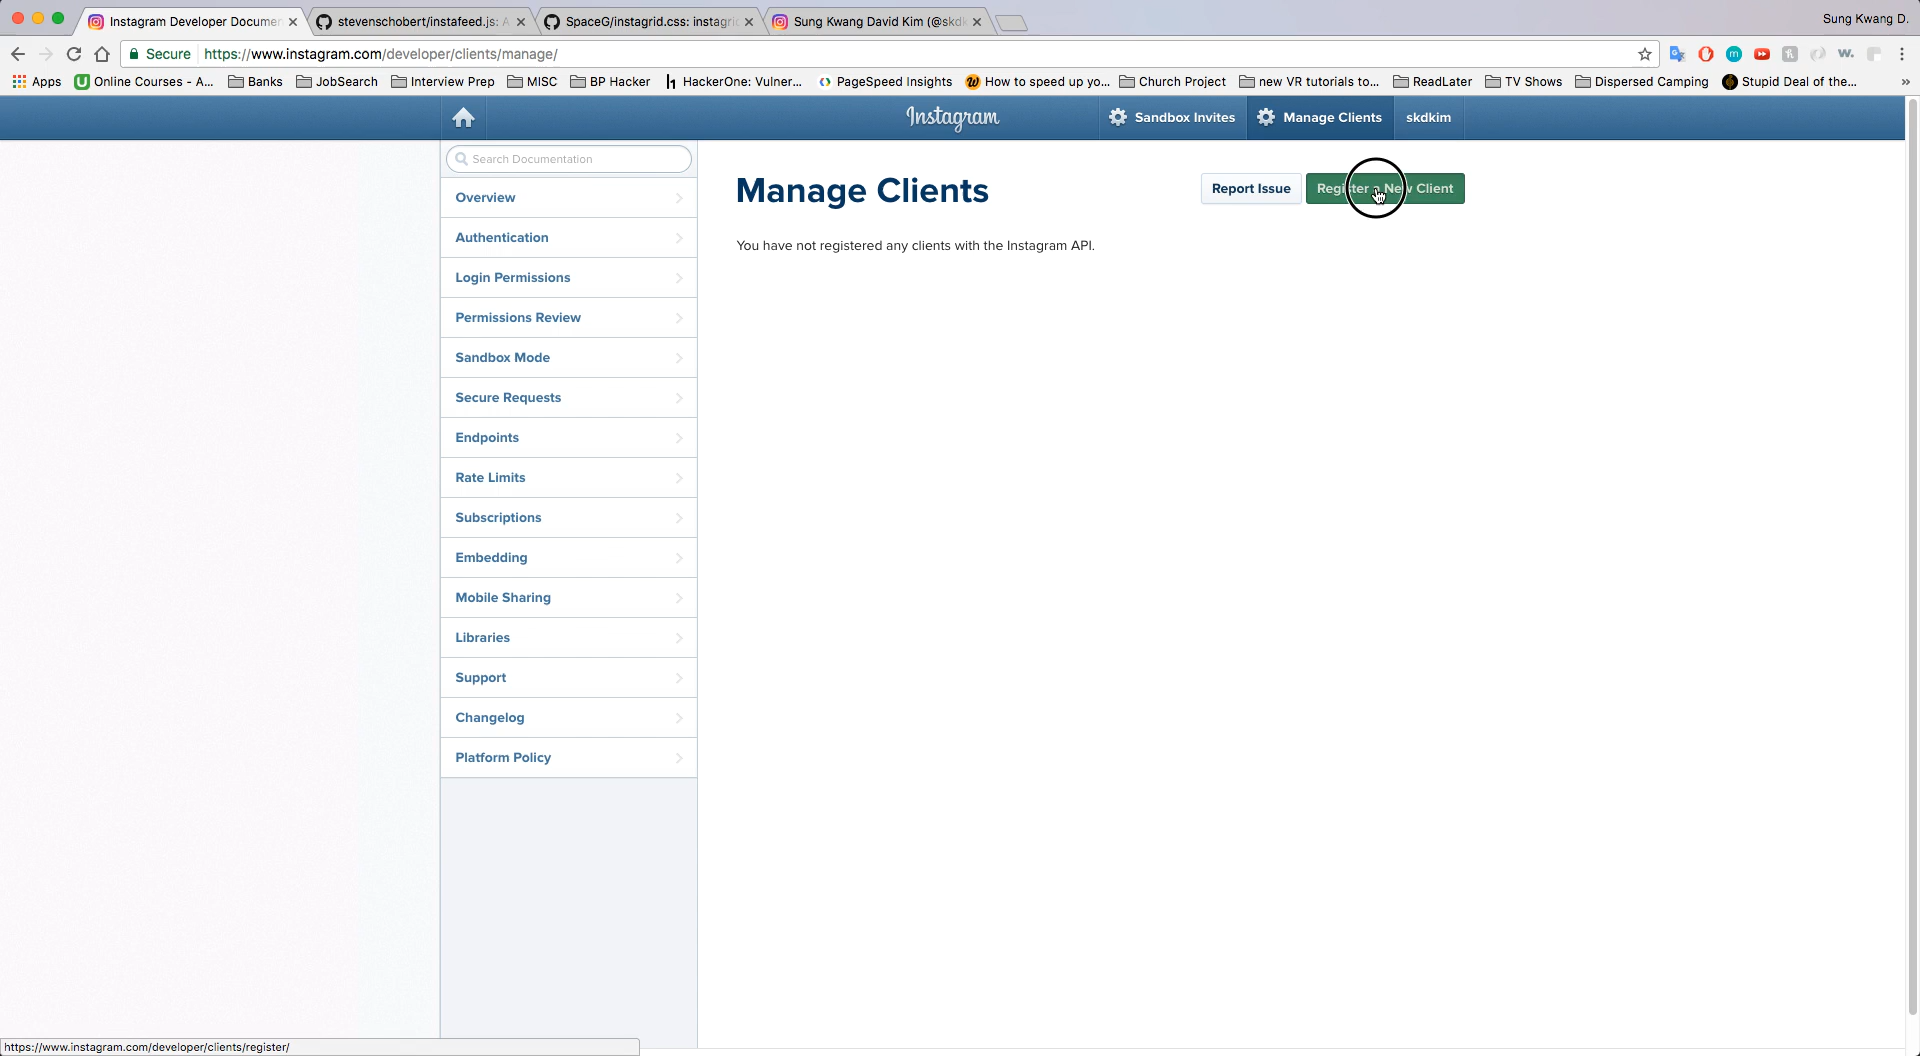 Instagram Developer Documen
stevenschobert/instafeed.js: A
SpaceG/instagrid.css: instagri
Sung Kwang David Kim (@skdk
Sung Kwang D.
Secure
https://www.instagram.com/developer/clients/manage/
Apps
Online Courses - A...
Banks
JobSearch
Interview Prep
MISC
BP Hacker
HackerOne: Vulner...
PageSpeed Insights
How to speed up yo...
Church Project
new VR tutorials to...
ReadLater
TV Shows
Dispersed Camping
Stupid Deal of the...
»
Instagram
Sandbox Invites
Manage Clients
skdkim
Search Documentation
Overview
Authentication
Login Permissions
Permissions Review
Sandbox Mode
Secure Requests
Endpoints
Rate Limits
Subscriptions
Embedding
Mobile Sharing
Libraries
Support
Changelog
Platform Policy
Manage Clients
Report Issue
Register a New Client
You have not registered any clients with the Instagram API.
https://www.instagram.com/developer/clients/register/